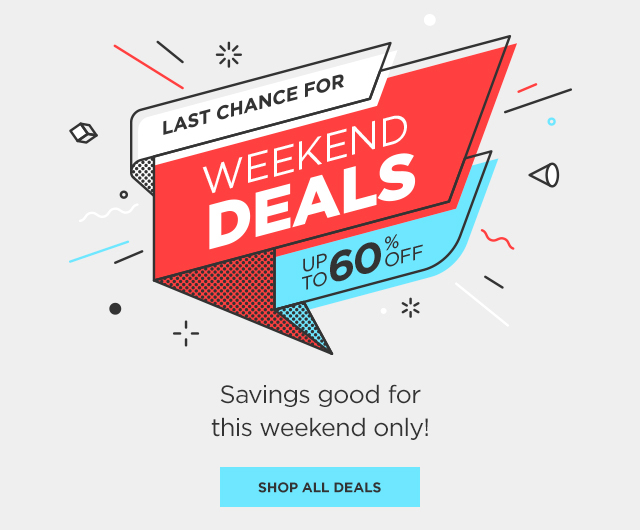 LAST CHANCE FOR
WEEKEND
DEALS
UP TO 60% OFF
Savings good for
this weekend only!
SHOP ALL DEALS